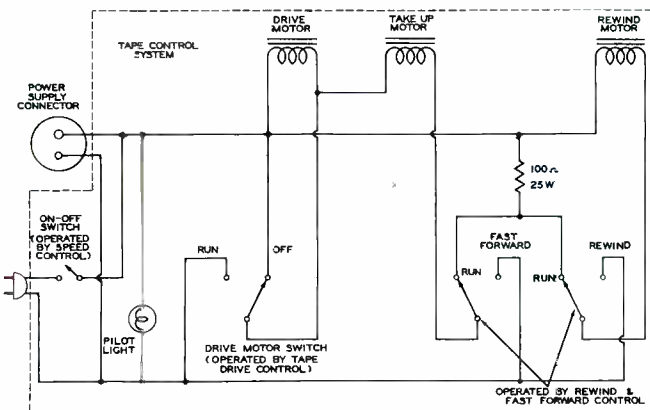 DRIVE
MOTOR
TAKE UP
MOTOR
REWIND
MOTOR
TAPE CONTROL
SYSTEM
POWER
SUPPLY
CONNECTOR
100Ω
25W
ON-OFF
SWITCH
(OPERATED
BY SPEED
CONTROL)
RUN
OFF
FAST
FORWARD
REWIND
RUN
RUN
PILOT
LIGHT
DRIVE MOTOR SWITCH
(OPERATED BY TAPE
DRIVE CONTROL)
OPERATED BY REWIND &
FAST FORWARD CONTROL